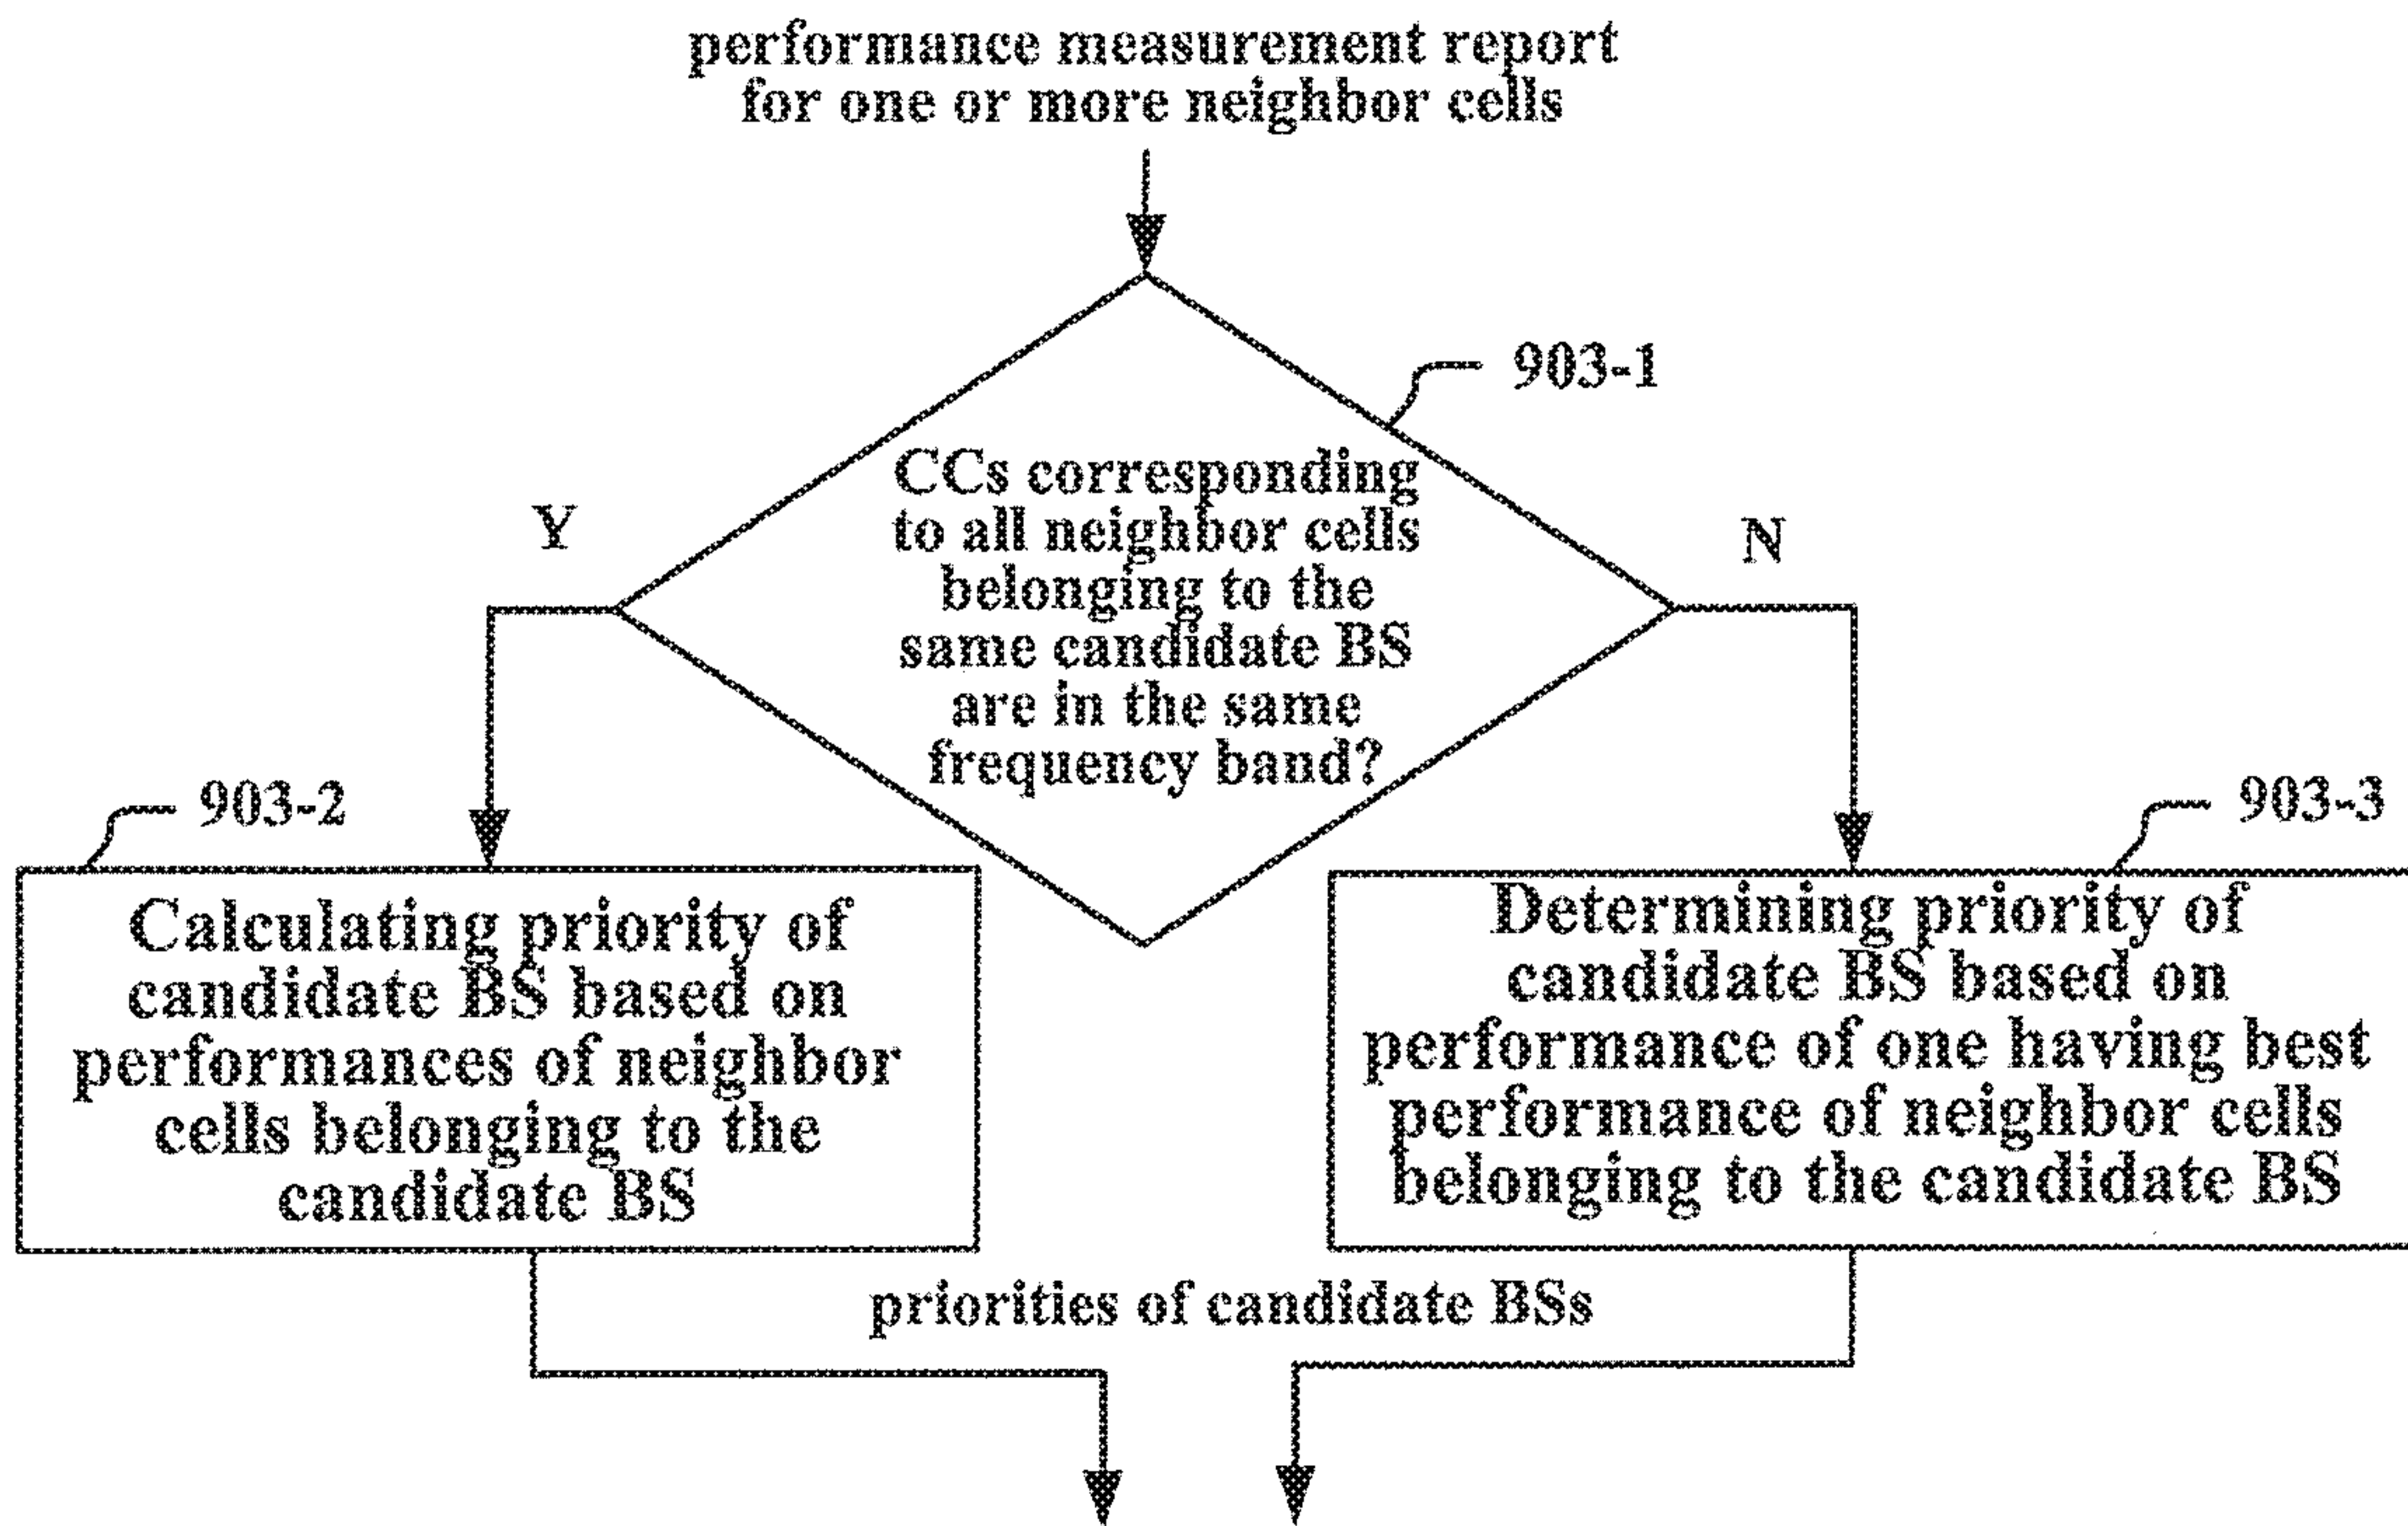 performance measurement report
for one or more neighbor cells
903-1
CCs corresponding
to all neighbor cells
belonging to the
same candidate BS
are in the same
frequency band?
Y
N
903-2
Calculating priority of
candidate BS based on
performances of neighbor
cells belonging to the
candidate BS
903-3
Determining priority of
candidate BS based on
performance of one having best
performance of neighbor cells
belonging to the candidate BS
priorities of candidate BSs